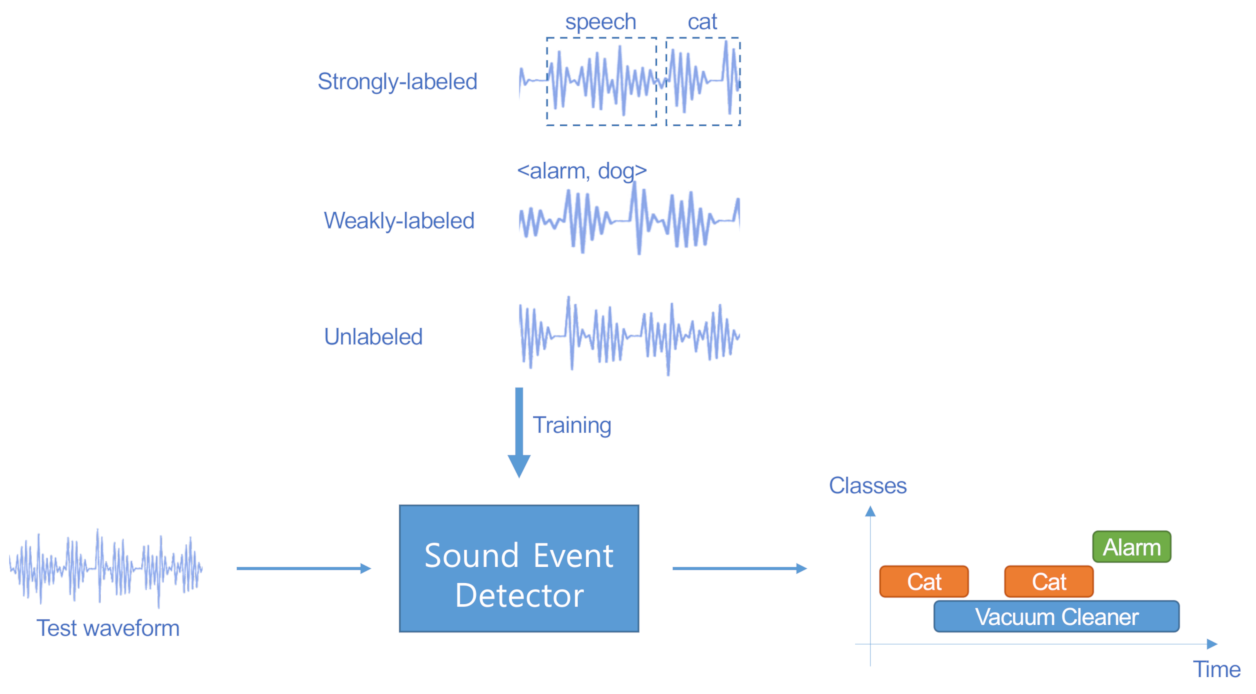 speech
cat
Strongly-labeled
<alarm, dog>
Weakly-labeled
Unlabeled
Training
Classes
Sound Event
Detector
Alarm
Cat
Cat
Vacuum Cleaner
Test waveform
Time